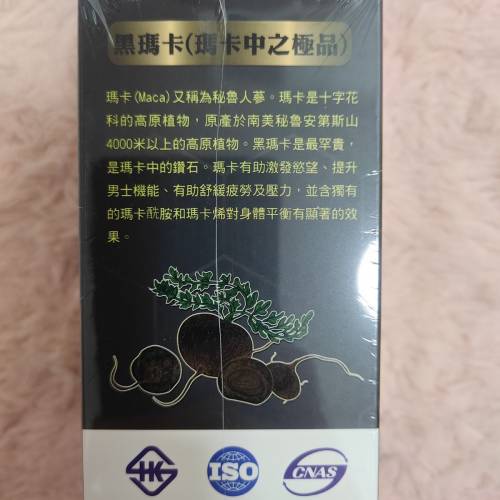 黑瑪卡(瑪卡中之極品)
瑪卡(Maca)又稱為秘魯人蔘。瑪卡是十字花
科的高原植物，原產於南美秘魯安第斯山
4000米以上的高原植物。黑瑪卡是最罕貴，
是瑪卡中的鑽石。瑪卡有助激發慾望、提升
男士機能、有助舒緩疲勞及壓力，並含獨有
的瑪卡酰胺和瑪卡烯對身體平衡有顯著的效
果。
ISO
CNAS